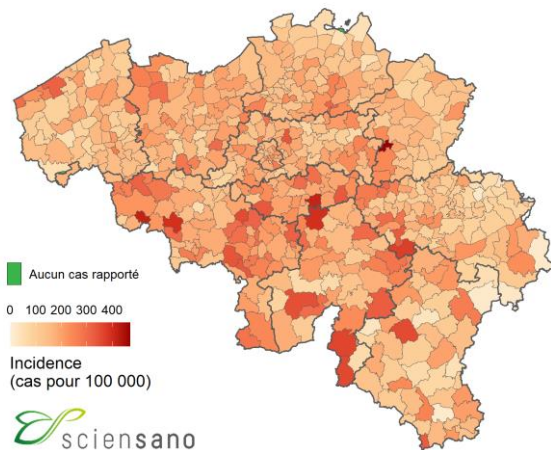 Aucun cas rapporté
0 100 200 300 400
Incidence
(cas pour 100 000)
sciensano